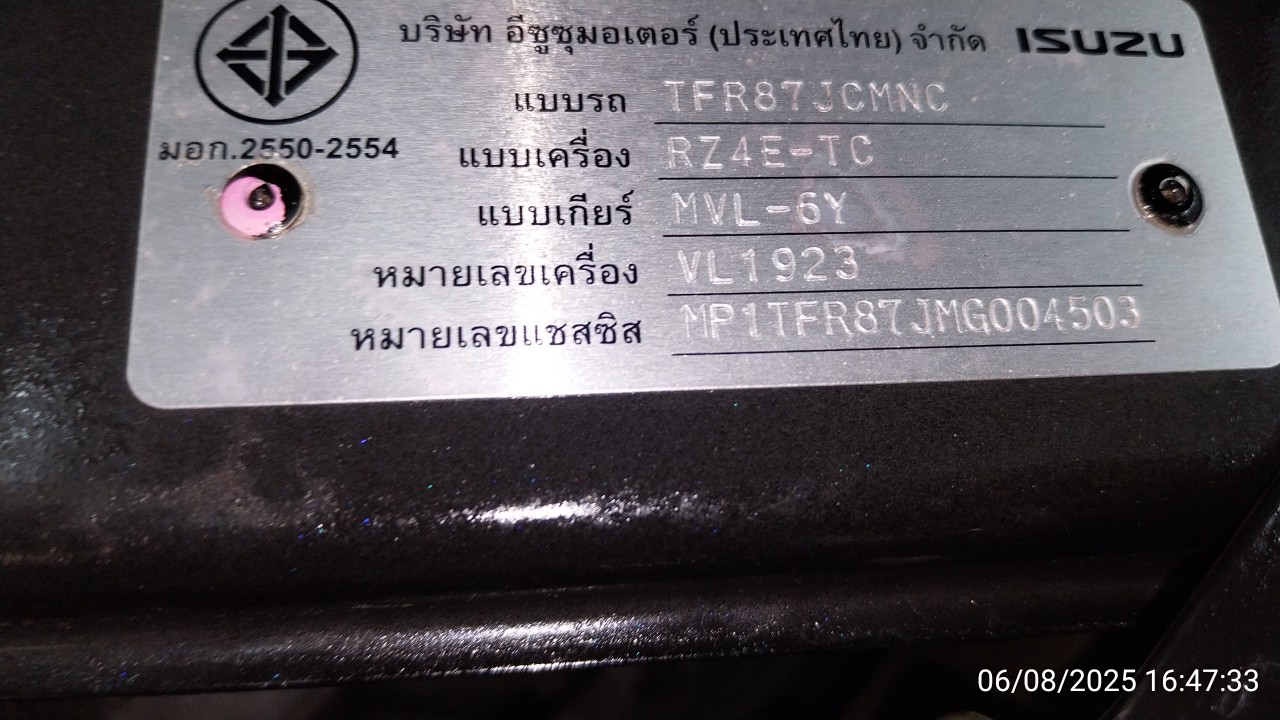 บริษัท อีซูซุมอเตอร์ (ประเทศไทย) จำกัด ISUZU
แบบรถ TFR87JCMNC
มอก.2550-2554
แบบเครื่อง RZ4E-TC
แบบเกียร์ MVL-6Y
หมายเลขเครื่อง VL1923
หมายเลขแชสซิส MP1TFR87JMG004503
06/08/2025 16:47:33